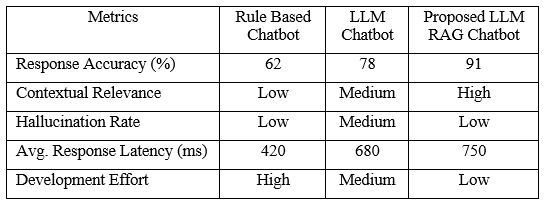 Metrics Rule Based Chatbot LLM Chatbot Proposed LLM RAG Chatbot
Response Accuracy (%) 62 78 91
Contextual Relevance Low Medium High
Hallucination Rate Low Medium Low
Avg. Response Latency (ms) 420 680 750
Development Effort High Medium Low